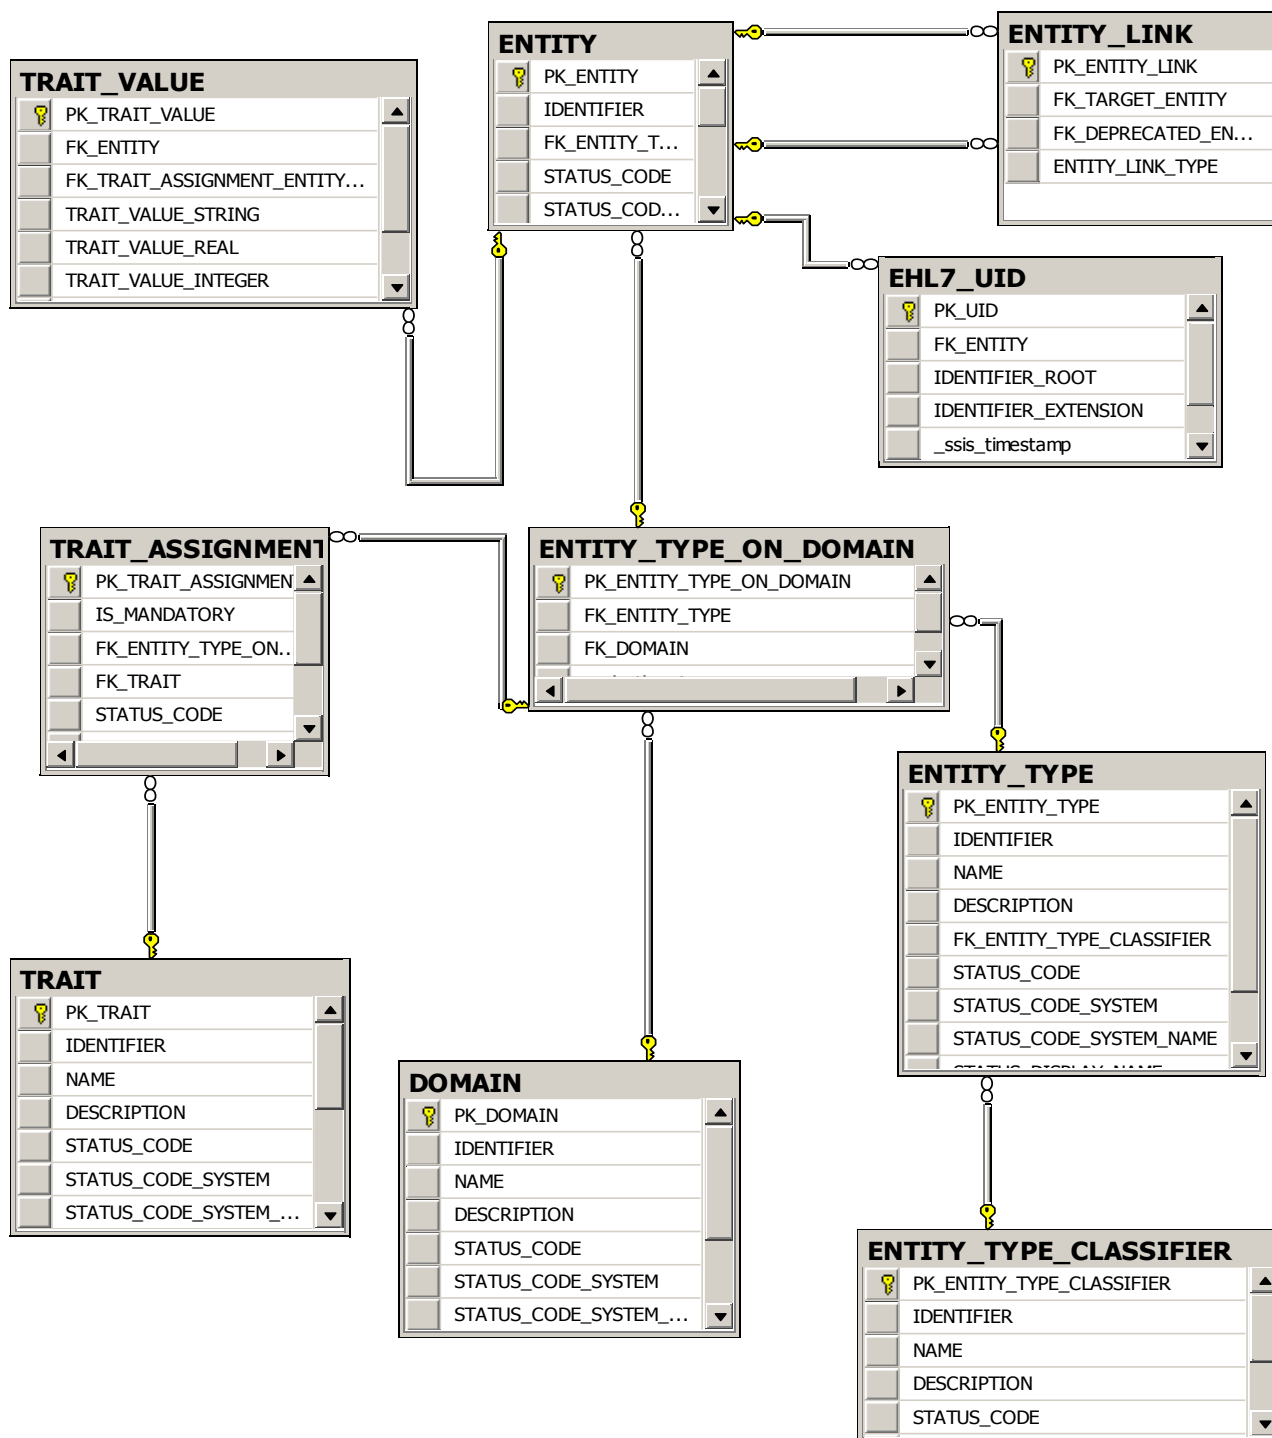 ENTITY
PK_ENTITY
IDENTIFIER
FK_ENTITY_T...
STATUS_CODE
STATUS_COD...
ENTITY_LINK
PK_ENTITY_LINK
FK_TARGET_ENTITY
FK_DEPRECATED_EN...
ENTITY_LINK_TYPE
TRAIT_VALUE
PK_TRAIT_VALUE
FK_ENTITY
FK_TRAIT_ASSIGNMENT_ENTITY...
TRAIT_VALUE_STRING
TRAIT_VALUE_REAL
TRAIT_VALUE_INTEGER
EHL7_UID
PK_UID
FK_ENTITY
IDENTIFIER_ROOT
IDENTIFIER_EXTENSION
_ssis_timestamp
TRAIT_ASSIGNMENT
PK_TRAIT_ASSIGNMEN
IS_MANDATORY
FK_ENTITY_TYPE_ON..
FK_TRAIT
STATUS_CODE
ENTITY_TYPE_ON_DOMAIN
PK_ENTITY_TYPE_ON_DOMAIN
FK_ENTITY_TYPE
FK_DOMAIN
ENTITY_TYPE
PK_ENTITY_TYPE
IDENTIFIER
NAME
DESCRIPTION
FK_ENTITY_TYPE_CLASSIFIER
STATUS_CODE
STATUS_CODE_SYSTEM
STATUS_CODE_SYSTEM_NAME
TRAIT
PK_TRAIT
IDENTIFIER
NAME
DESCRIPTION
STATUS_CODE
STATUS_CODE_SYSTEM
STATUS_CODE_SYSTEM_...
DOMAIN
PK_DOMAIN
IDENTIFIER
NAME
DESCRIPTION
STATUS_CODE
STATUS_CODE_SYSTEM
STATUS_CODE_SYSTEM_...
ENTITY_TYPE_CLASSIFIER
PK_ENTITY_TYPE_CLASSIFIER
IDENTIFIER
NAME
DESCRIPTION
STATUS_CODE